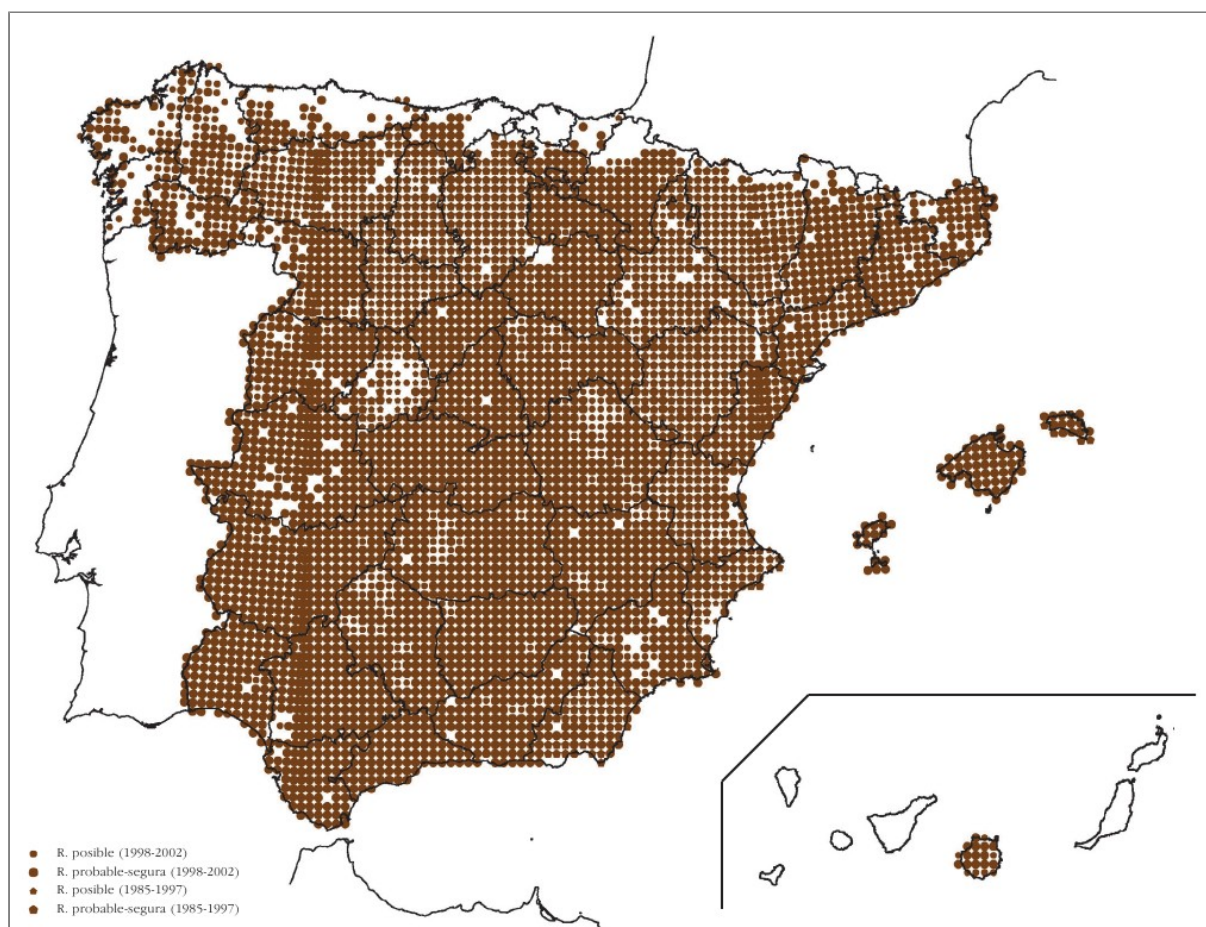 R. posible (1998-2002)
R. probable-segura (1998-2002)
R. posible (1985-1997)
R. probable-segura (1985-1997)